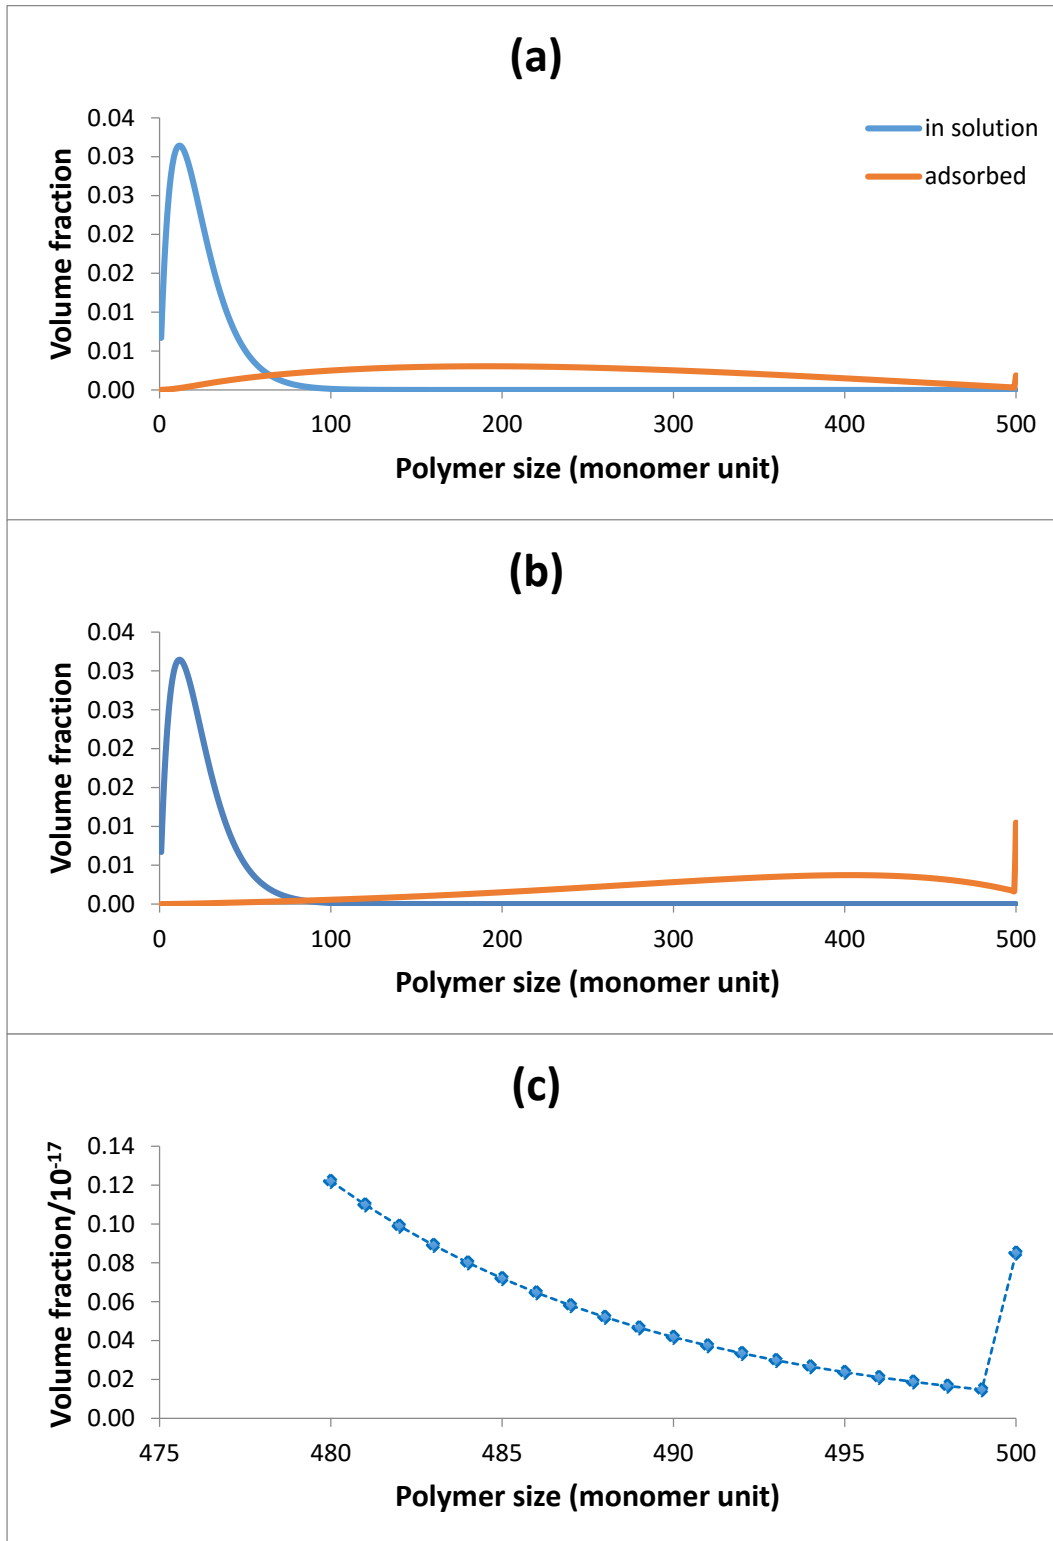 (a)
0.04
0.03
0.03
0.02
0.02
0.01
0.01
0.00
Volume fraction
in solution
adsorbed
0 100 200 300 400 500
Polymer size (monomer unit)
(b)
0.04
0.03
0.03
0.02
0.02
0.01
0.01
0.00
Volume fraction
0 100 200 300 400 500
Polymer size (monomer unit)
(c)
0.14
0.12
0.10
0.08
0.06
0.04
0.02
0.00
Volume fraction/10⁻¹⁷
475 480 485 490 495 500
Polymer size (monomer unit)